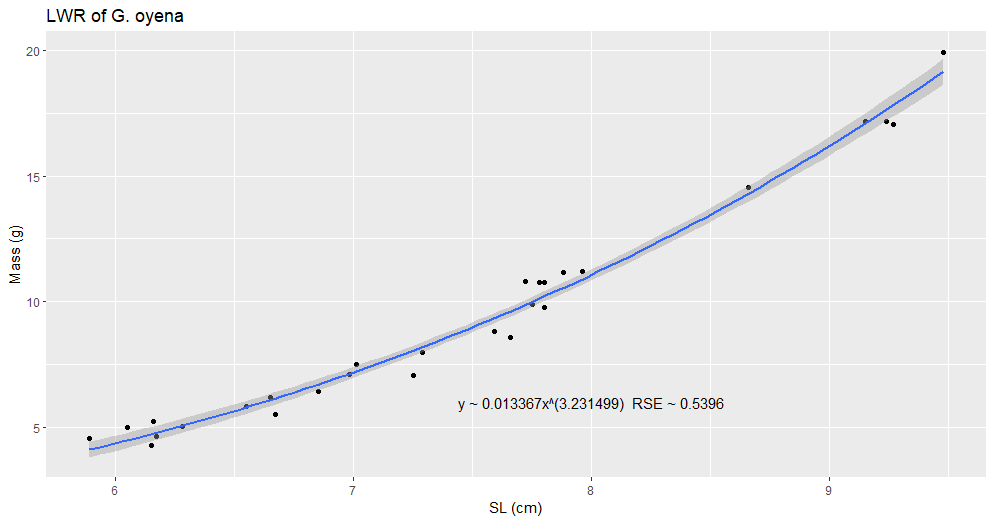 LWR of G. oyena
20
15
10
5
Mass (g)
y ~ 0.013367x^(3.231499)  RSE ~ 0.5396
6 7 8 9
SL (cm)